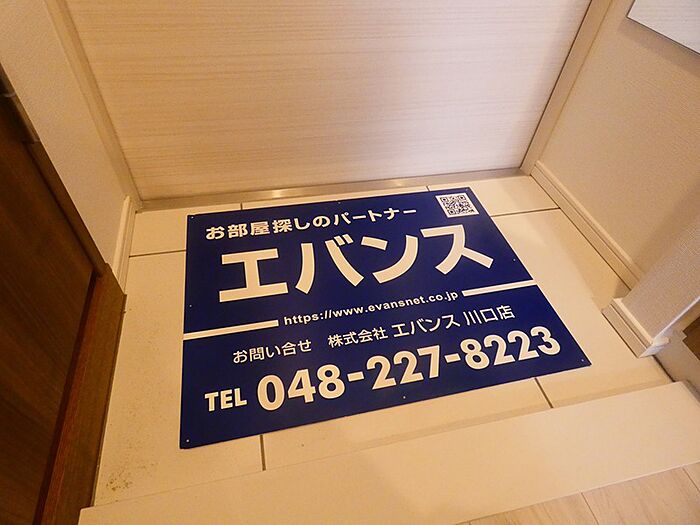 お部屋探しのパートナー
エバンス
https://www.evansnet.co.jp
お問い合せ 株式会社 エバンス 川口店
TEL 048-227-8223